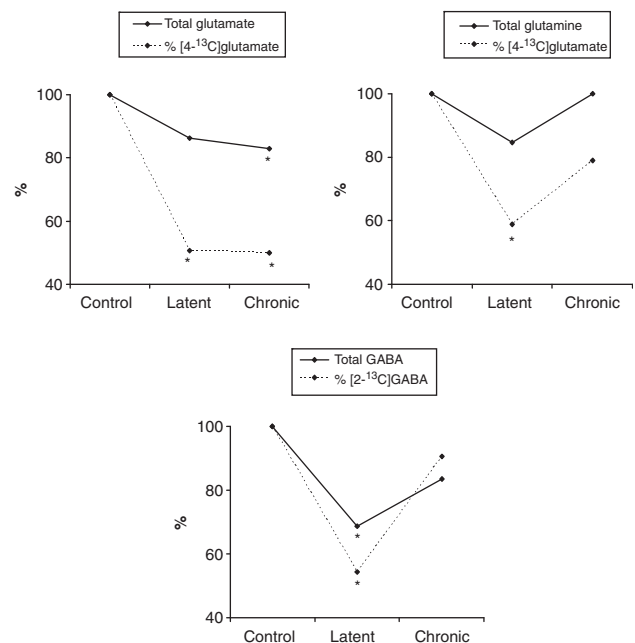 Total glutamate
% [4-¹³C]glutamate
100
80
60
40
%
*
*
*
Control Latent Chronic
Total glutamine
% [4-¹³C]glutamate
100
80
60
40
%
*
Control Latent Chronic
Total GABA
% [2-¹³C]GABA
100
80
60
40
%
*
*
Control Latent Chronic